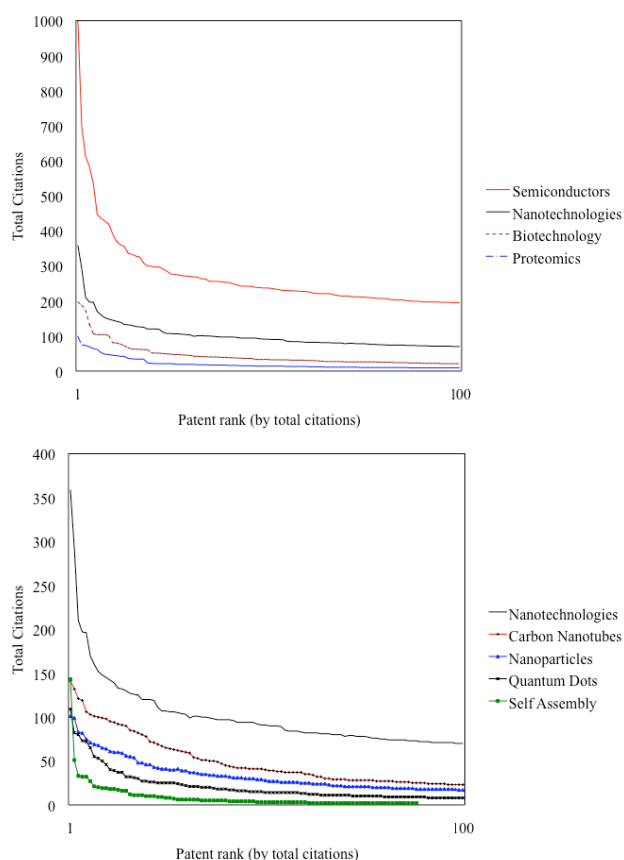 1000
900
800
700
600
500
400
300
200
100
0
Total Citations
1
100
Patent rank (by total citations)
Semiconductors
Nanotechnologies
Biotechnology
Proteomics
400
350
300
250
200
150
100
50
0
Total Citations
1
100
Patent rank (by total citations)
Nanotechnologies
Carbon Nanotubes
Nanoparticles
Quantum Dots
Self Assembly